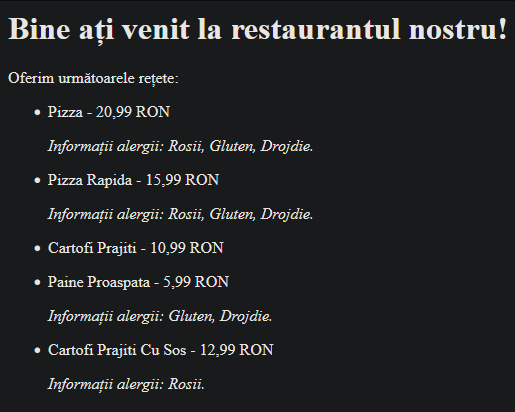 Bine ați venit la restaurantul nostru!
Oferim următoarele rețete:
• Pizza - 20,99 RON
Informații alergii: Rosii, Gluten, Drojdie.
• Pizza Rapida - 15,99 RON
Informații alergii: Rosii, Gluten, Drojdie.
• Cartofi Prajiti - 10,99 RON
• Paine Proaspata - 5,99 RON
Informații alergii: Gluten, Drojdie.
• Cartofi Prajiti Cu Sos - 12,99 RON
Informații alergii: Rosii.